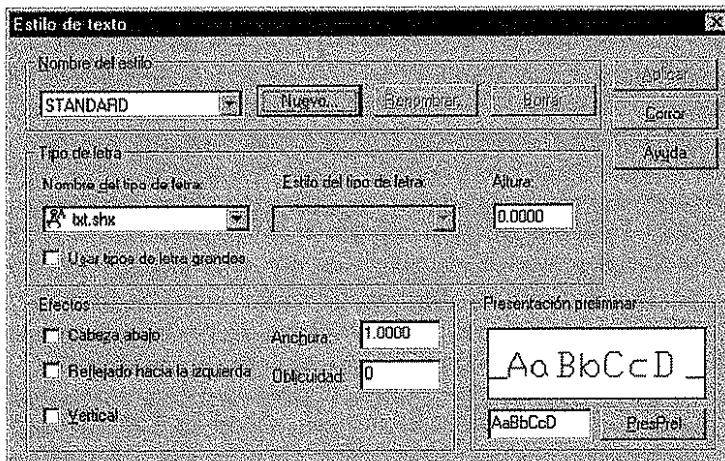 Estilo de texto
Nombre del estilo
STANDARD
Nuevo...
Renombrar
Borrar
Aplicar
Cerrar
Ayuda
Tipo de letra
Nombre del tipo de letra:
Estilo del tipo de letra:
Altura:
txt.shx
0.0000
Usar tipos de letra grandes
Efectos
Cabeza abajo
Reflejado hacia la izquierda
Vertical
Anchura:
1.0000
Oblicuidad:
0
Presentación preliminar
AaBbCcD
AaBbCcD
PresPrel